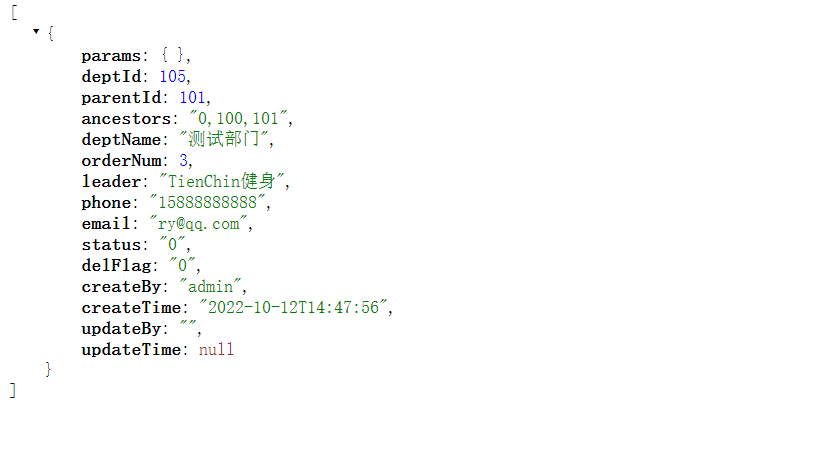 [
{
params: { },
deptId: 105,
parentId: 101,
ancestors: "0,100,101",
deptName: "测试部门",
orderNum: 3,
leader: "TienChin健身",
phone: "15888888888",
email: "ry@qq.com",
status: "0",
delFlag: "0",
createBy: "admin",
createTime: "2022-10-12T14:47:56",
updateBy: "",
updateTime: null
}
]